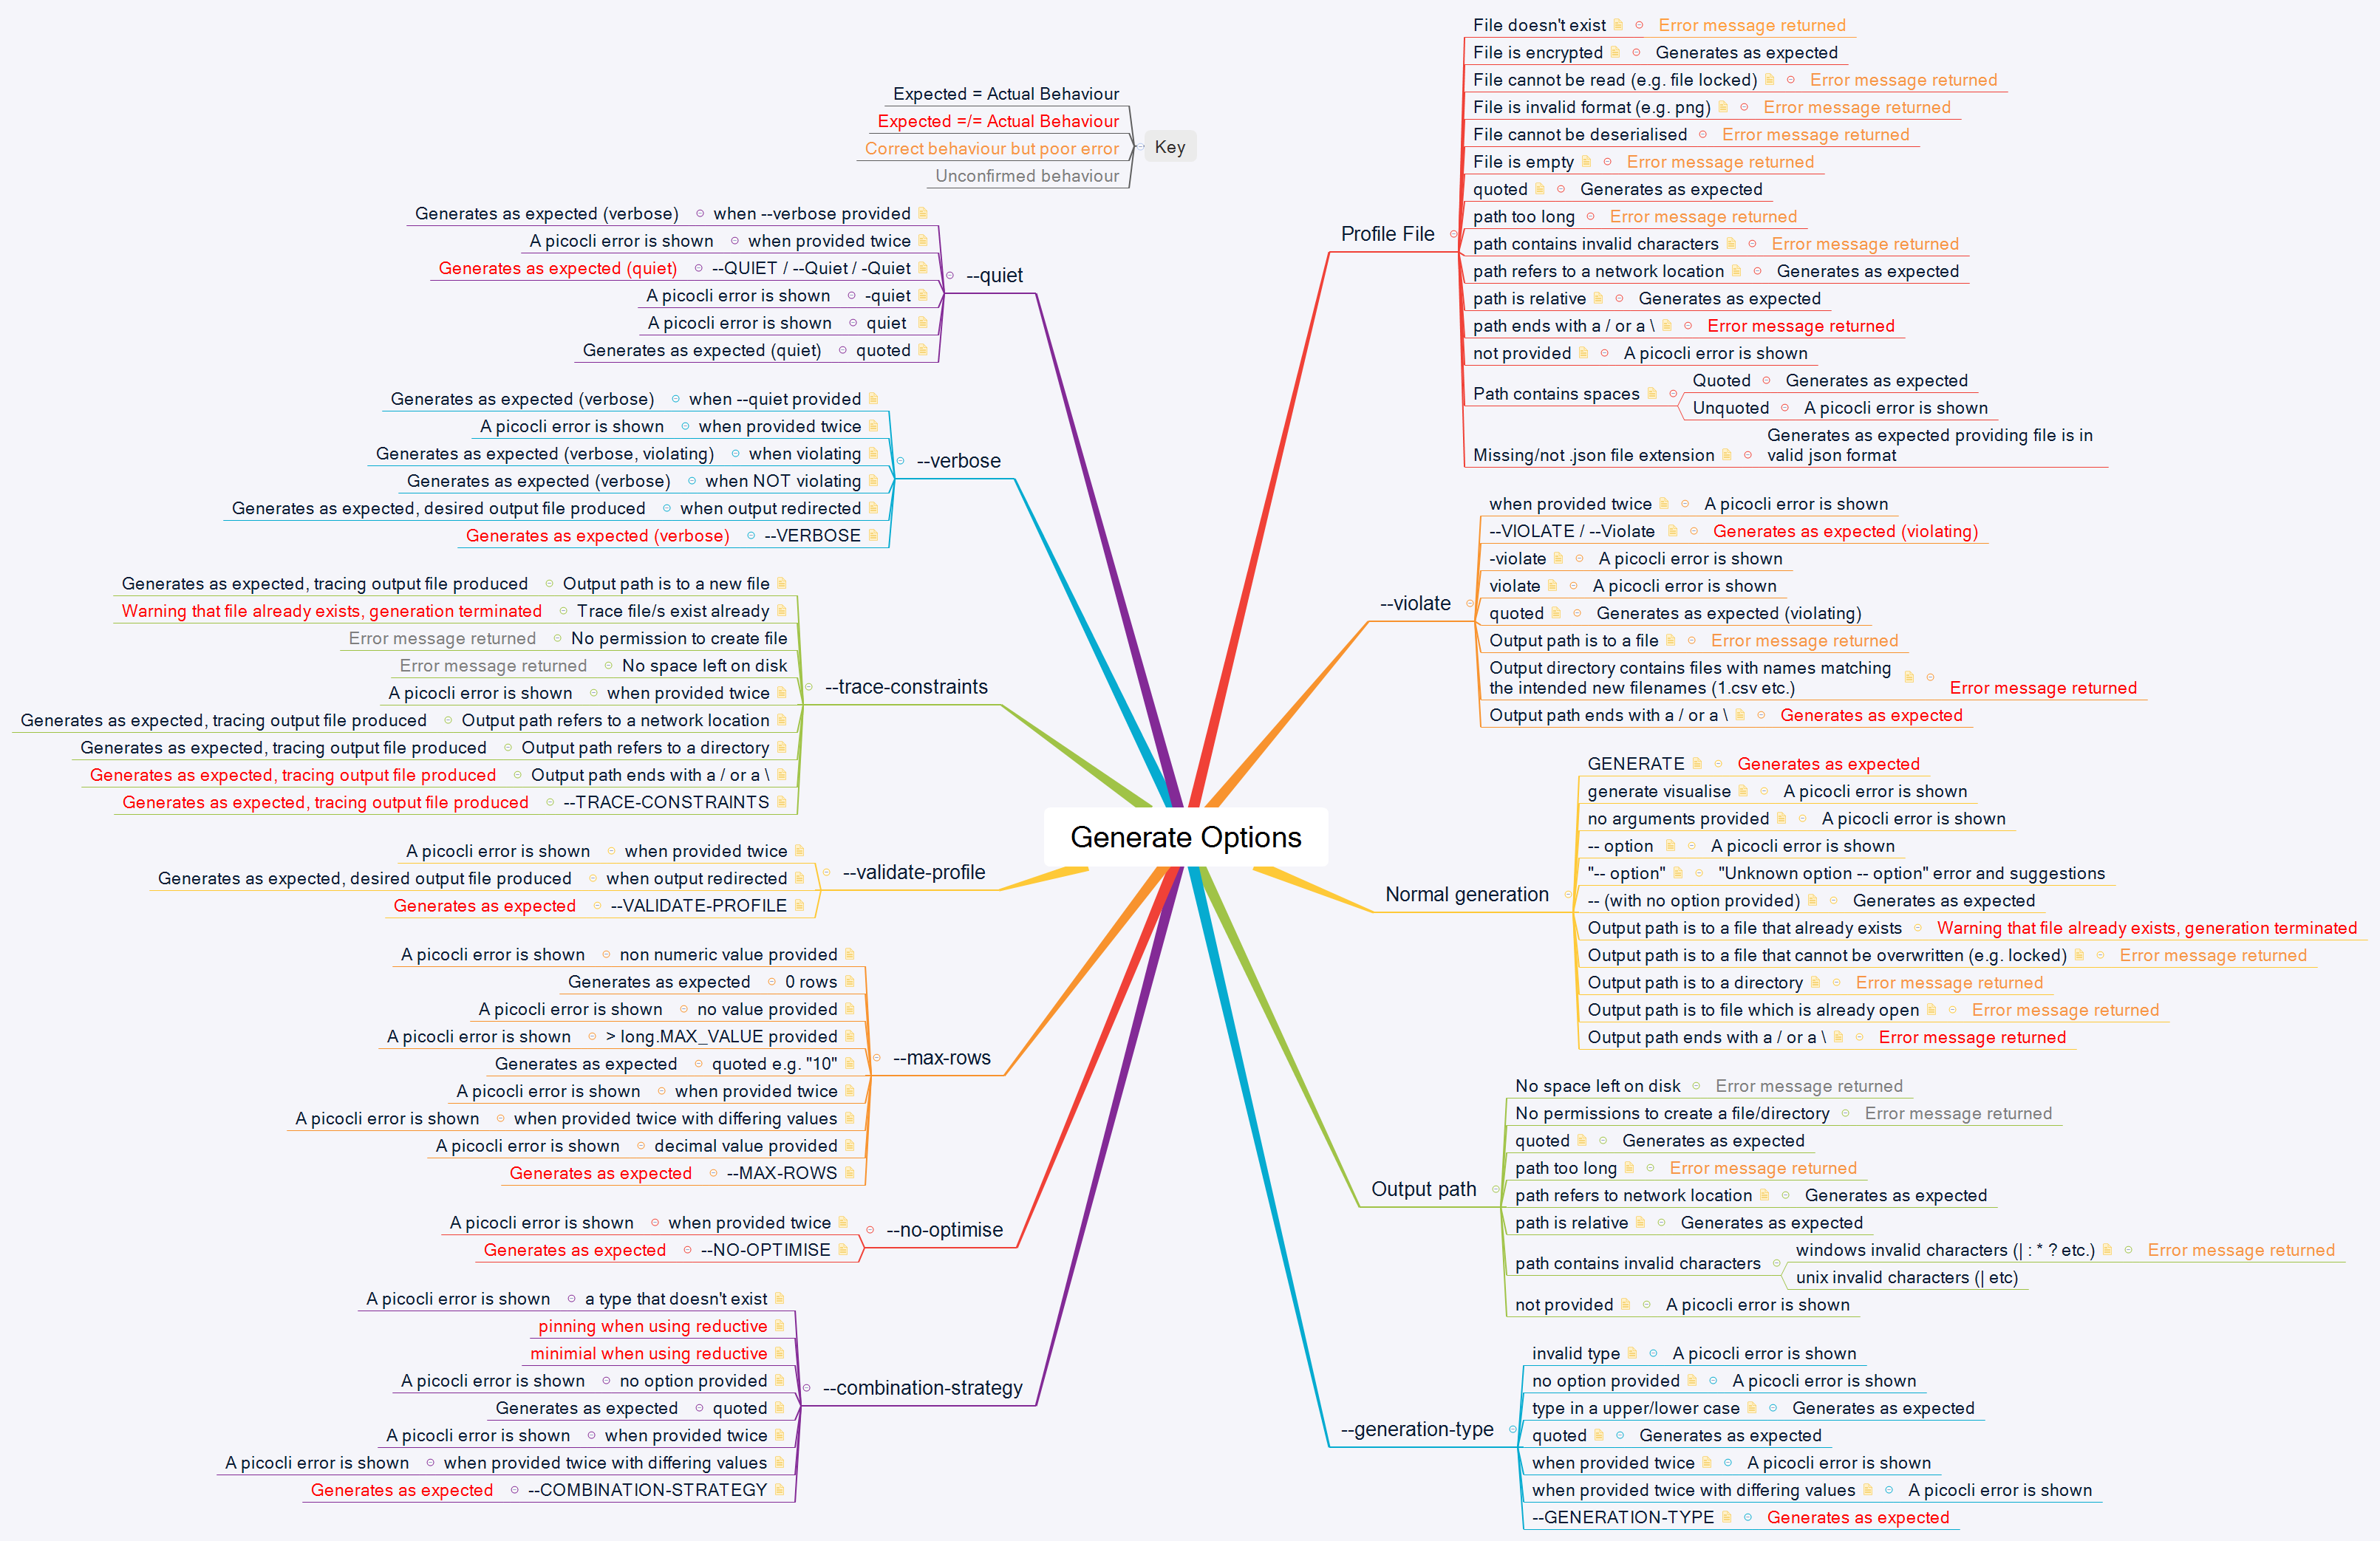 Generate Options
Key
Expected = Actual Behaviour
Expected =/= Actual Behaviour
Correct behaviour but poor error
Unconfirmed behaviour
Profile File
File doesn't exist Error message returned
File is encrypted Generates as expected
File cannot be read (e.g. file locked) Error message returned
File is invalid format (e.g. png) Error message returned
File cannot be deserialised Error message returned
File is empty Error message returned
quoted Generates as expected
path too long Error message returned
path contains invalid characters Error message returned
path refers to a network location Generates as expected
path is relative Generates as expected
path ends with a / or a \ Error message returned
not provided A picocli error is shown
Path contains spaces
Quoted Generates as expected
Unquoted A picocli error is shown
Missing/not .json file extension
Generates as expected providing file is in
valid json format
--violate
when provided twice A picocli error is shown
--VIOLATE / --Violate Generates as expected (violating)
-violate A picocli error is shown
violate A picocli error is shown
quoted Generates as expected (violating)
Output path is to a file Error message returned
Output directory contains files with names matching
the intended new filenames (1.csv etc.) Error message returned
Output path ends with a / or a \ Generates as expected
Normal generation
GENERATE Generates as expected
generate visualise A picocli error is shown
no arguments provided A picocli error is shown
-- option A picocli error is shown
"-- option" "Unknown option -- option" error and suggestions
-- (with no option provided) Generates as expected
Output path is to a file that already exists Warning that file already exists, generation terminated
Output path is to a file that cannot be overwritten (e.g. locked) Error message returned
Output path is to a directory Error message returned
Output path is to file which is already open Error message returned
Output path ends with a / or a \ Error message returned
Output path
No space left on disk Error message returned
No permissions to create a file/directory Error message returned
quoted Generates as expected
path too long Error message returned
path refers to network location Generates as expected
path is relative Generates as expected
path contains invalid characters
windows invalid characters (| : * ? etc.) Error message returned
unix invalid characters (| etc)
not provided A picocli error is shown
--generation-type
invalid type A picocli error is shown
no option provided A picocli error is shown
type in a upper/lower case Generates as expected
quoted Generates as expected
when provided twice A picocli error is shown
when provided twice with differing values A picocli error is shown
--GENERATION-TYPE Generates as expected
--quiet
Generates as expected (verbose) when --verbose provided
A picocli error is shown when provided twice
Generates as expected (quiet) --QUIET / --Quiet / -Quiet
A picocli error is shown -quiet
A picocli error is shown quiet
Generates as expected (quiet) quoted
--verbose
Generates as expected (verbose) when --quiet provided
A picocli error is shown when provided twice
Generates as expected (verbose, violating) when violating
Generates as expected (verbose) when NOT violating
Generates as expected, desired output file produced when output redirected
Generates as expected (verbose) --VERBOSE
--trace-constraints
Generates as expected, tracing output file produced Output path is to a new file
Warning that file already exists, generation terminated Trace file/s exist already
Error message returned No permission to create file
Error message returned No space left on disk
A picocli error is shown when provided twice
Generates as expected, tracing output file produced Output path refers to a network location
Generates as expected, tracing output file produced Output path refers to a directory
Generates as expected, tracing output file produced Output path ends with a / or a \
Generates as expected, tracing output file produced --TRACE-CONSTRAINTS
--validate-profile
A picocli error is shown when provided twice
Generates as expected, desired output file produced when output redirected
Generates as expected --VALIDATE-PROFILE
--max-rows
A picocli error is shown non numeric value provided
Generates as expected 0 rows
A picocli error is shown no value provided
A picocli error is shown > long.MAX_VALUE provided
Generates as expected quoted e.g. "10"
A picocli error is shown when provided twice
A picocli error is shown when provided twice with differing values
A picocli error is shown decimal value provided
Generates as expected --MAX-ROWS
--no-optimise
A picocli error is shown when provided twice
Generates as expected --NO-OPTIMISE
--combination-strategy
A picocli error is shown a type that doesn't exist
pinning when using reductive
minimial when using reductive
A picocli error is shown no option provided
Generates as expected quoted
A picocli error is shown when provided twice
A picocli error is shown when provided twice with differing values
Generates as expected --COMBINATION-STRATEGY